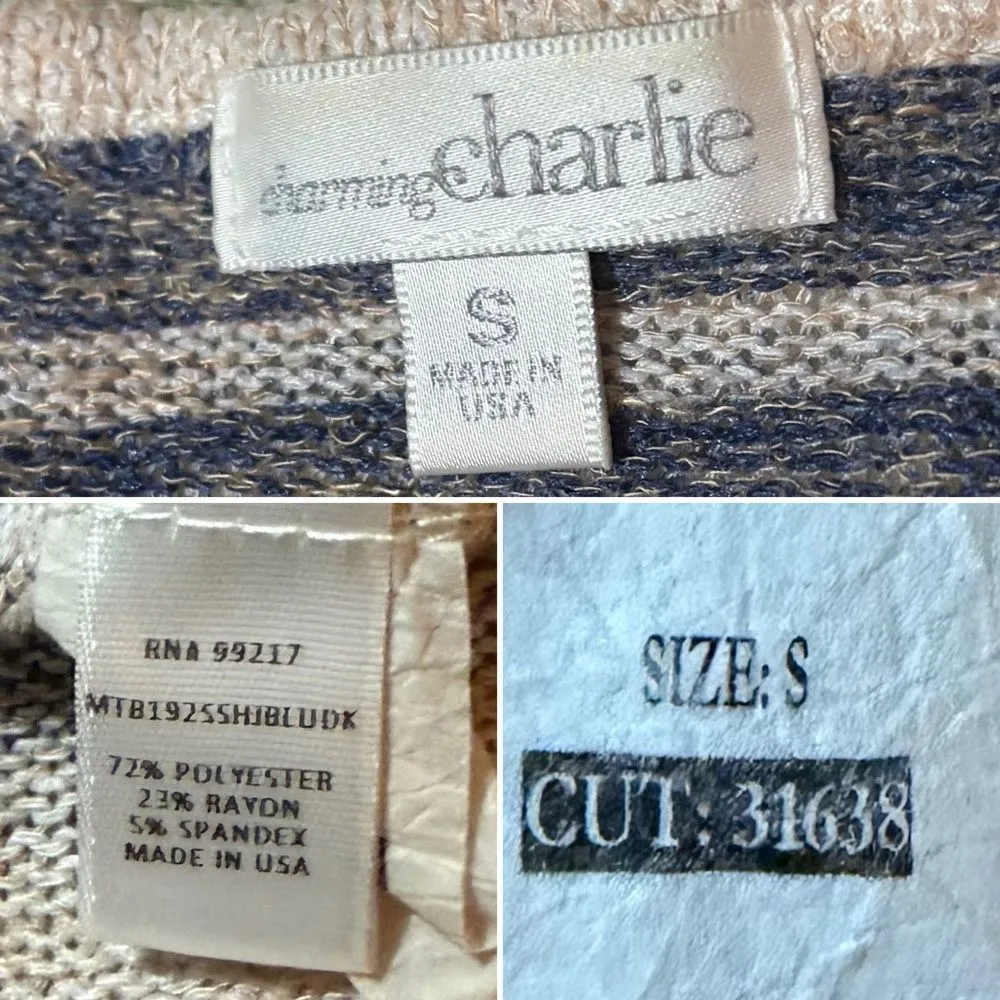 charming charlie
S
MADE IN
USA
RNA 99217
MTB1925SHJBLUDK
72% POLYESTER
23% RAYON
5% SPANDEX
MADE IN USA
SIZE: S
CUT: 31638